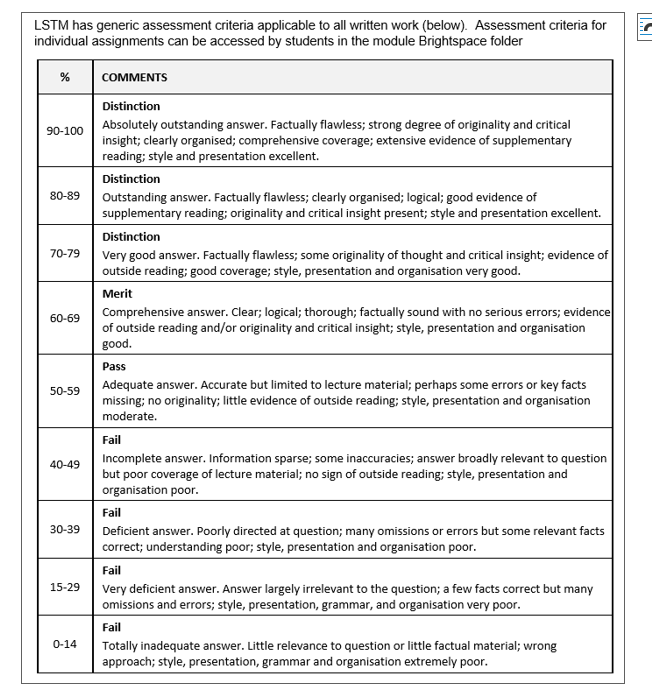 LSTM has generic assessment criteria applicable to all written work (below). Assessment criteria for
individual assignments can be accessed by students in the module Brightspace folder
% COMMENTS
Distinction
90-100
Absolutely outstanding answer. Factually flawless; strong degree of originality and critical
insight; clearly organised; comprehensive coverage; extensive evidence of supplementary
reading; style and presentation excellent.
Distinction
80-89
Outstanding answer. Factually flawless; clearly organised; logical; good evidence of
supplementary reading; originality and critical insight present; style and presentation excellent.
Distinction
70-79
Very good answer. Factually flawless; some originality of thought and critical insight; evidence of
outside reading; good coverage; style, presentation and organisation very good.
Merit
60-69
Comprehensive answer. Clear; logical; thorough; factually sound with no serious errors; evidence
of outside reading and/or originality and critical insight; style, presentation and organisation
good.
Pass
50-59
Adequate answer. Accurate but limited to lecture material; perhaps some errors or key facts
missing; no originality; little evidence of outside reading; style, presentation and organisation
moderate.
Fail
40-49
Incomplete answer. Information sparse; some inaccuracies; answer broadly relevant to question
but poor coverage of lecture material; no sign of outside reading; style, presentation and
organisation poor.
Fail
30-39
Deficient answer. Poorly directed at question; many omissions or errors but some relevant facts
correct; understanding poor; style, presentation and organisation poor.
Fail
15-29
Very deficient answer. Answer largely irrelevant to the question; a few facts correct but many
omissions and errors; style, presentation, grammar, and organisation very poor.
Fail
0-14
Totally inadequate answer. Little relevance to question or little factual material; wrong
approach; style, presentation, grammar and organisation extremely poor.